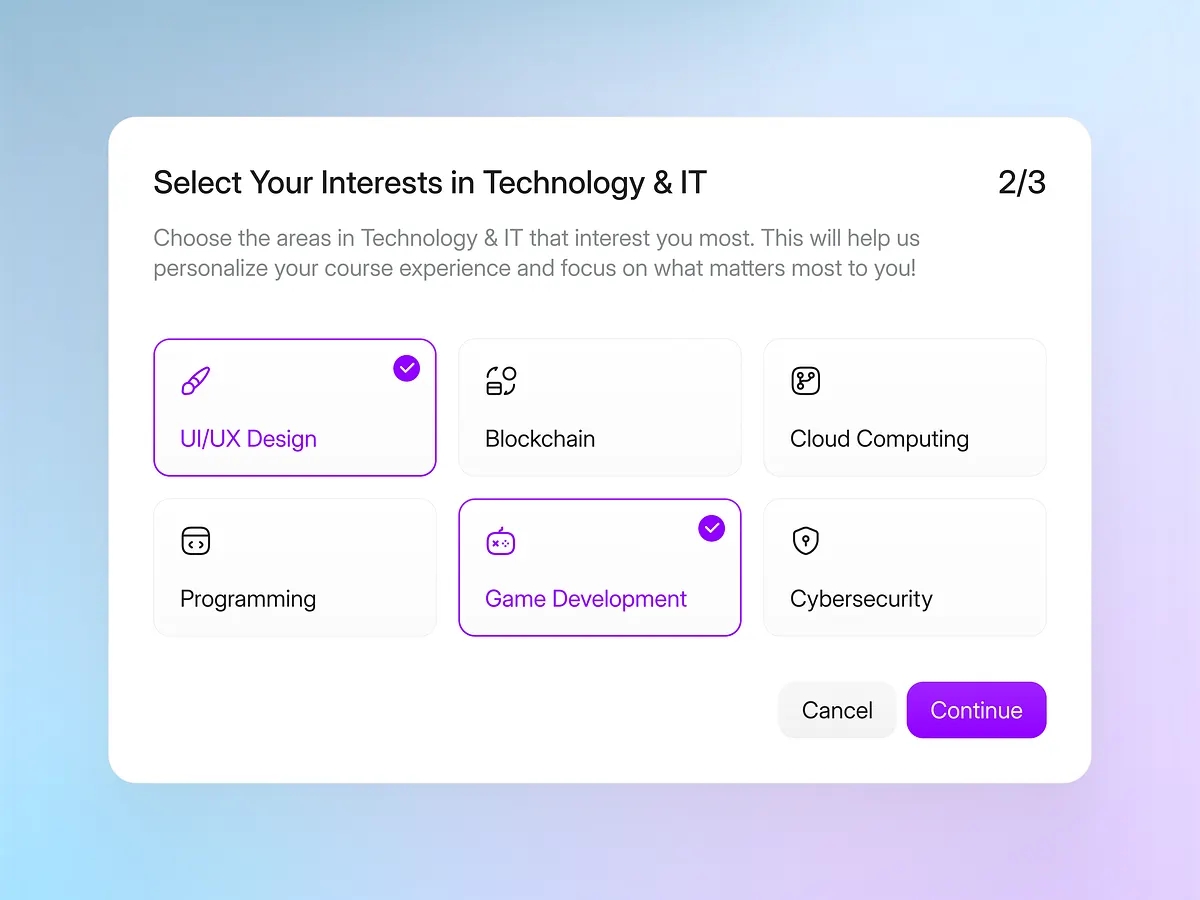 Select Your Interests in Technology & IT
2/3
Choose the areas in Technology & IT that interest you most. This will help us
personalize your course experience and focus on what matters most to you!
UI/UX Design
Blockchain
Cloud Computing
Programming
Game Development
Cybersecurity
Cancel
Continue